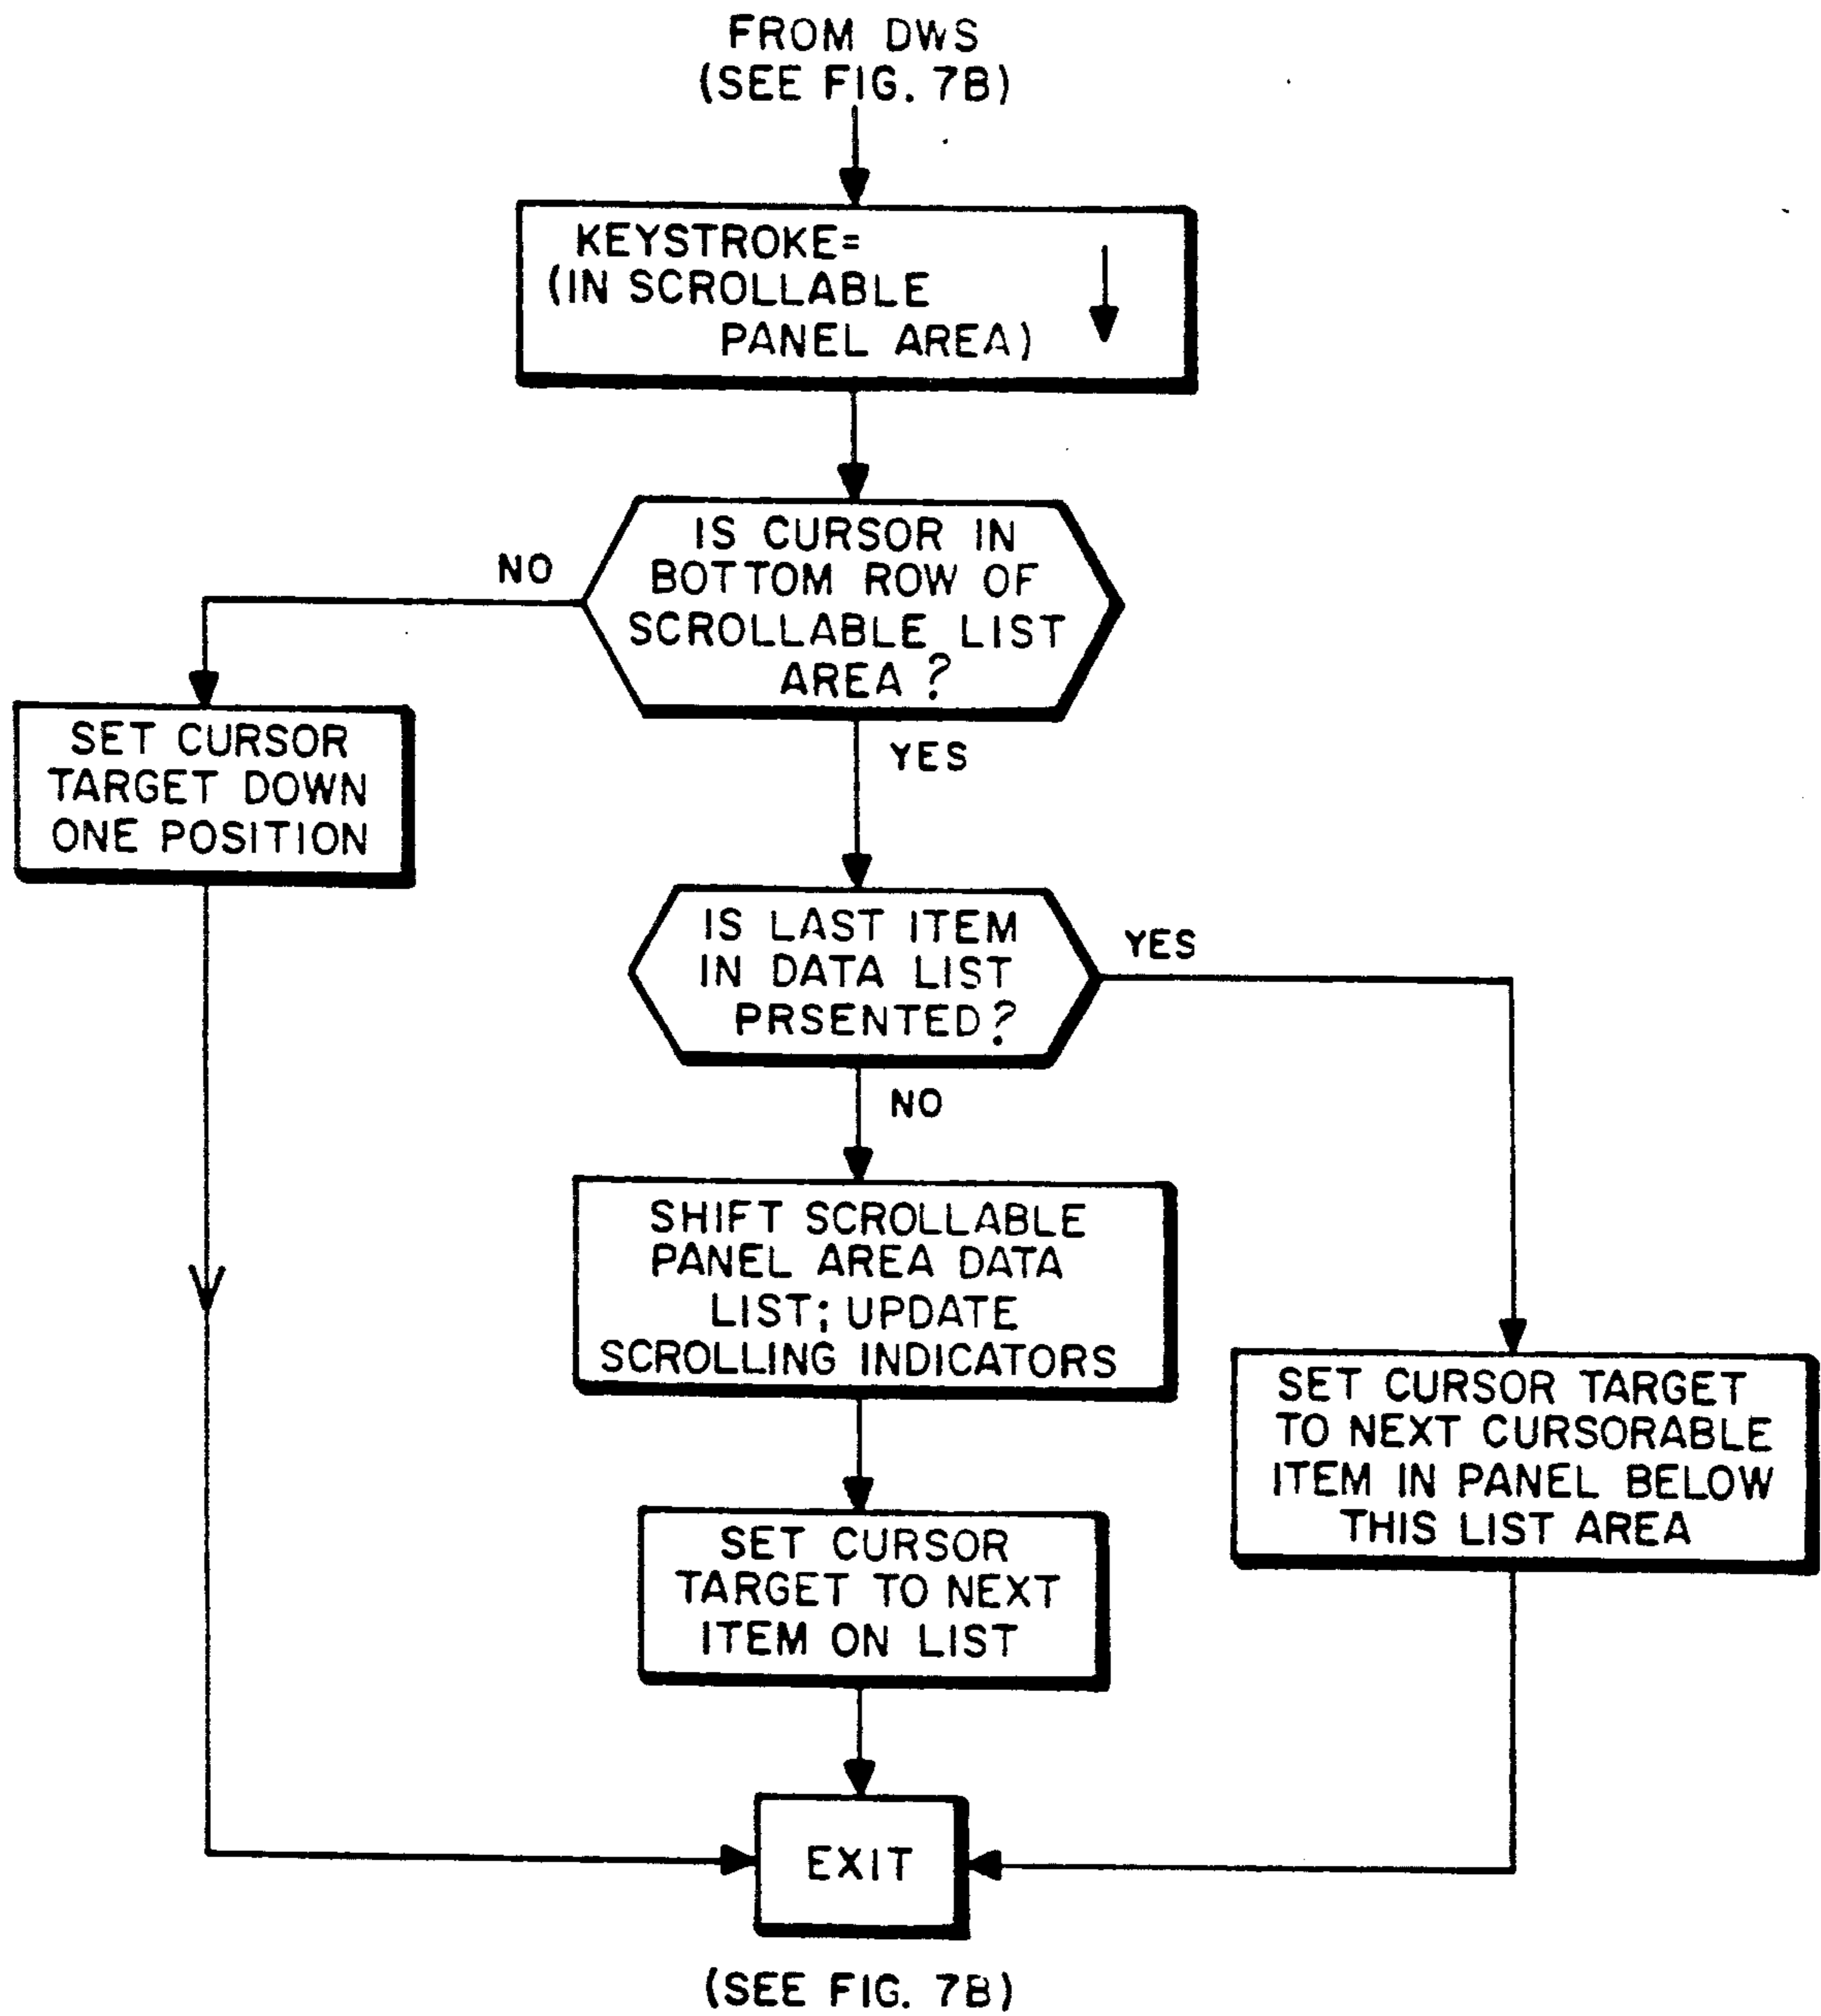 FROM DWS
(SEE FIG. 7B)
KEYSTROKE=
(IN SCROLLABLE
PANEL AREA)
IS CURSOR IN
BOTTOM ROW OF
SCROLLABLE LIST
AREA?
NO
YES
SET CURSOR
TARGET DOWN
ONE POSITION
IS LAST ITEM
IN DATA LIST
PRSENTED?
YES
NO
SHIFT SCROLLABLE
PANEL AREA DATA
LIST; UPDATE
SCROLLING INDICATORS
SET CURSOR TARGET
TO NEXT CURSORABLE
ITEM IN PANEL BELOW
THIS LIST AREA
SET CURSOR
TARGET TO NEXT
ITEM ON LIST
EXIT
(SEE FIG. 7B)